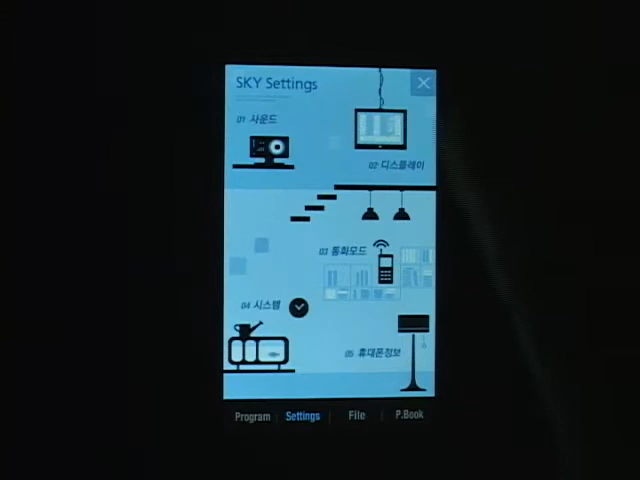 SKY Settings
01 사운드
02 디스플레이
03 통화모드
04 시스템
05 휴대폰정보
Program
Settings
File
P.Book